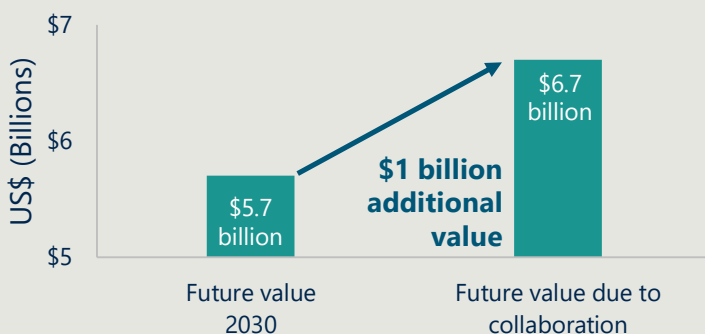 $7
US$ (Billions)
$6
$5
$5.7
billion
$1 billion
additional
value
$6.7
billion
Future value
2030
Future value due to
collaboration